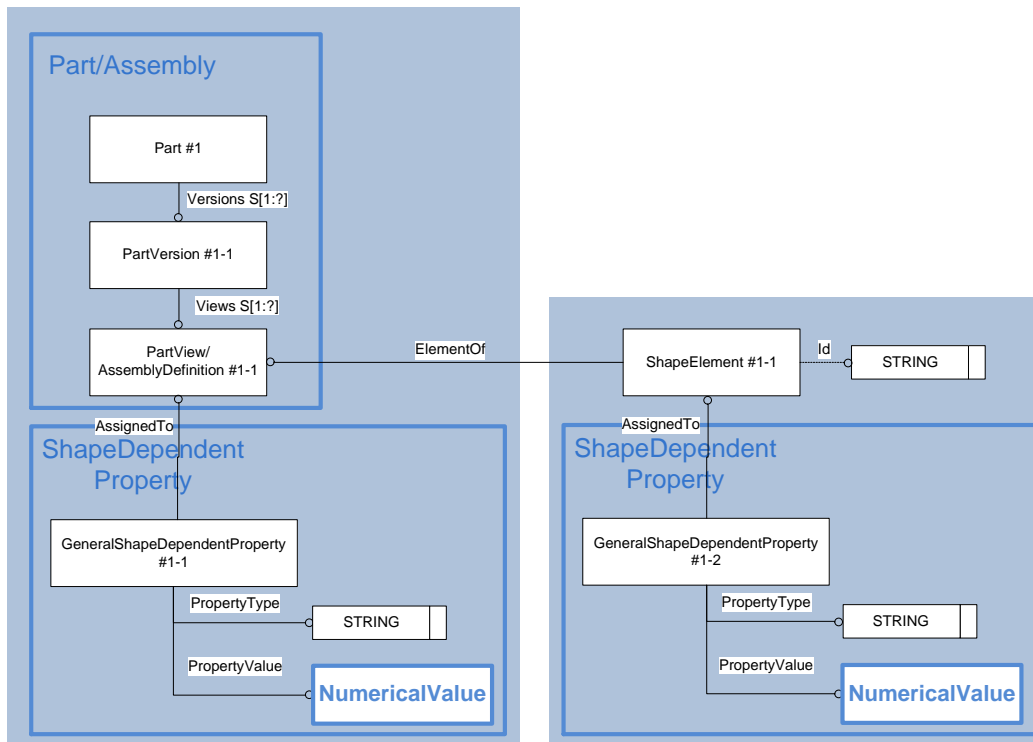 Part/Assembly
Part #1
Versions S[1:?]
PartVersion #1-1
Views S[1:?]
PartView/
AssemblyDefinition #1-1
ElementOf
ShapeElement #1-1
Id
STRING
AssignedTo
ShapeDependent
Property
GeneralShapeDependentProperty
#1-1
PropertyType
STRING
PropertyValue
NumericalValue
AssignedTo
ShapeDependent
Property
GeneralShapeDependentProperty
#1-2
PropertyType
STRING
PropertyValue
NumericalValue